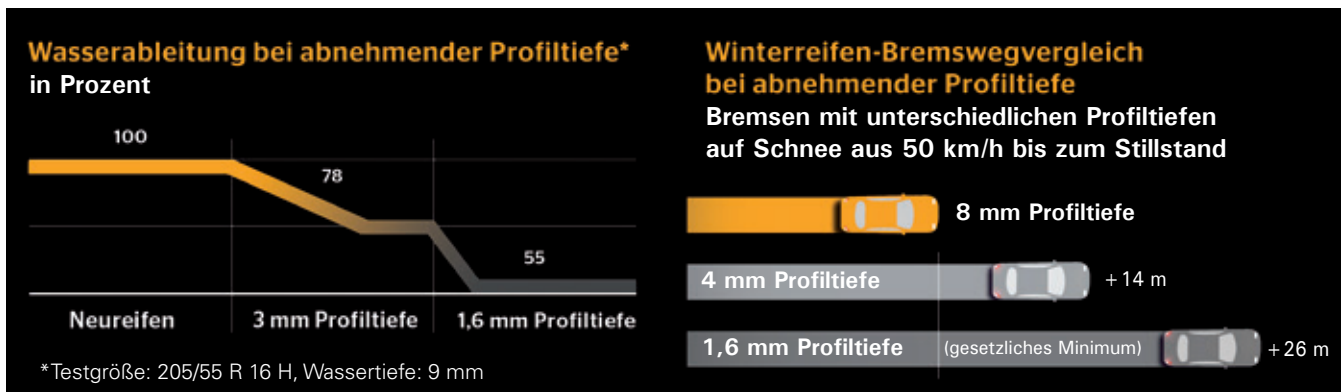 Wasserableitung bei abnehmender Profiltiefe*
in Prozent
100
78
55
Neureifen
3 mm Profiltiefe
1,6 mm Profiltiefe
*Testgröße: 205/55 R 16 H, Wassertiefe: 9 mm
Winterreifen-Bremswegvergleich
bei abnehmender Profiltiefe
Bremsen mit unterschiedlichen Profiltiefen
auf Schnee aus 50 km/h bis zum Stillstand
8 mm Profiltiefe
4 mm Profiltiefe +14 m
1,6 mm Profiltiefe (gesetzliches Minimum) +26 m